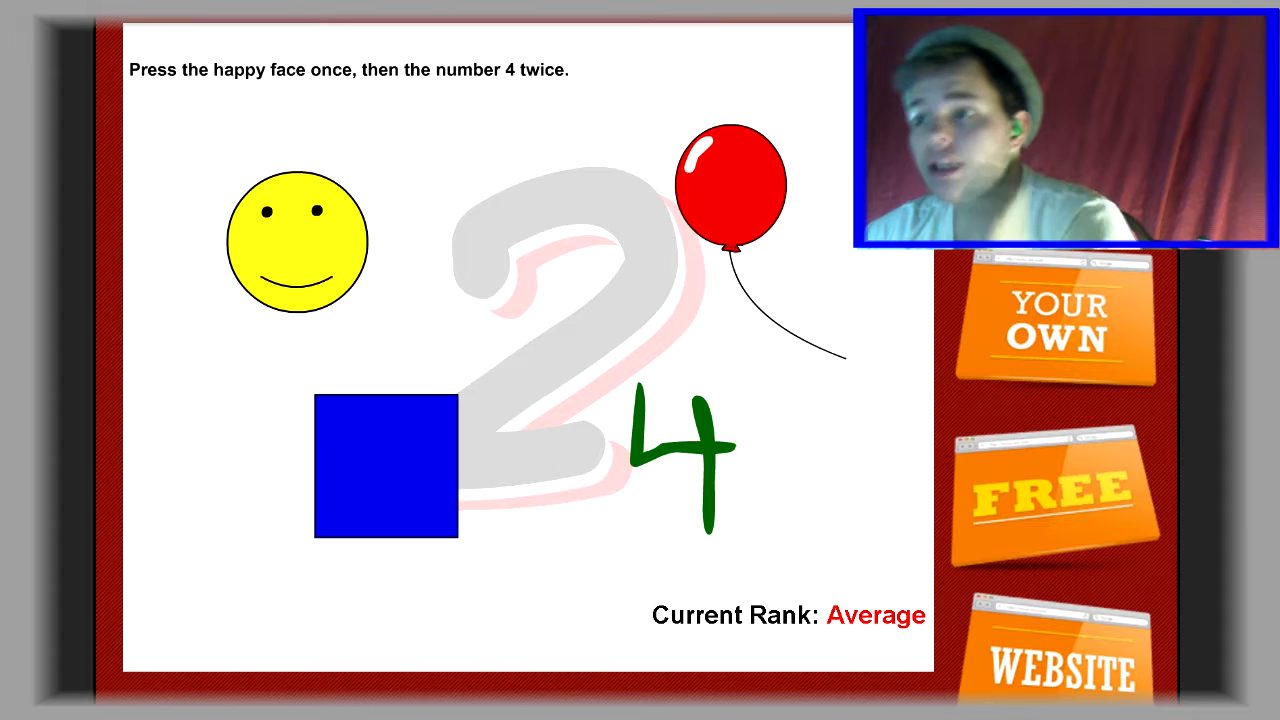 Press the happy face once, then the number 4 twice.
2
4
Current Rank: Average
YOUR
OWN
FREE
WEBSITE